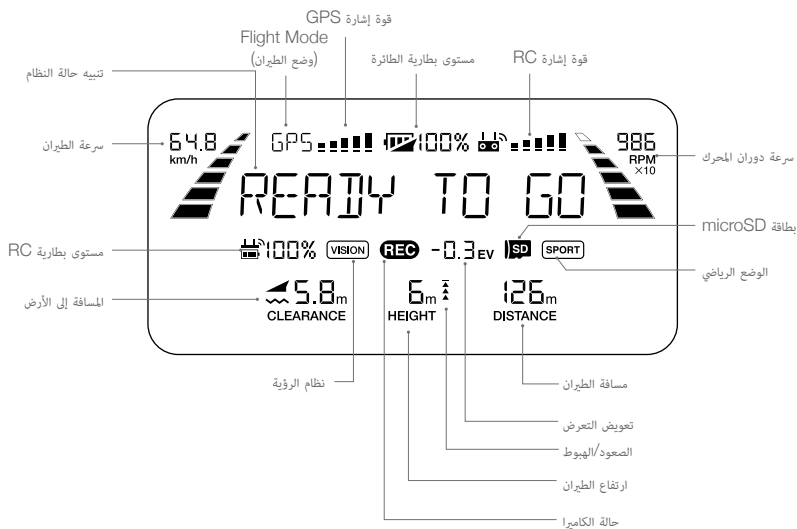 قوة إشارة GPS
Flight Mode
(وضع الطيران)
مستوى بطارية الطائرة
قوة إشارة RC
تنبيه حالة النظام
64.8
km/h
GPS
100%
986
RPM
×10
سرعة الطيران
سرعة دوران المحرك
READY TO GO
بطاقة microSD
مستوى بطارية RC
100%
VISION
REC
-0.3 EV
SD
SPORT
الوضع الرياضي
المسافة إلى الأرض
5.8m
CLEARANCE
6m
HEIGHT
126m
DISTANCE
نظام الرؤية
مسافة الطيران
تعويض التعرض
الصعود/الهبوط
ارتفاع الطيران
حالة الكاميرا